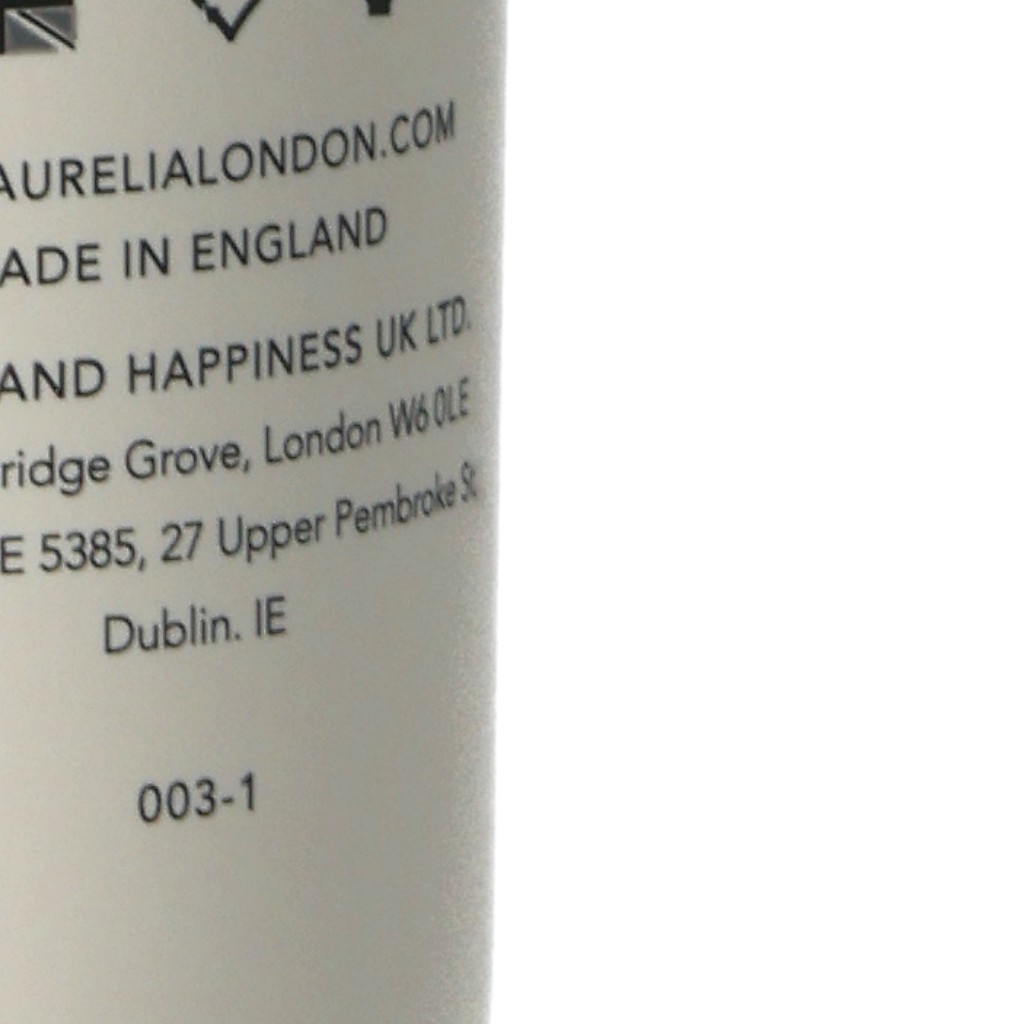 AURELIALONDON.COM
ADE IN ENGLAND
AND HAPPINESS UK LTD.
ridge Grove, London W6 0LE
E 5385, 27 Upper Pembroke St,
Dublin. IE
003-1